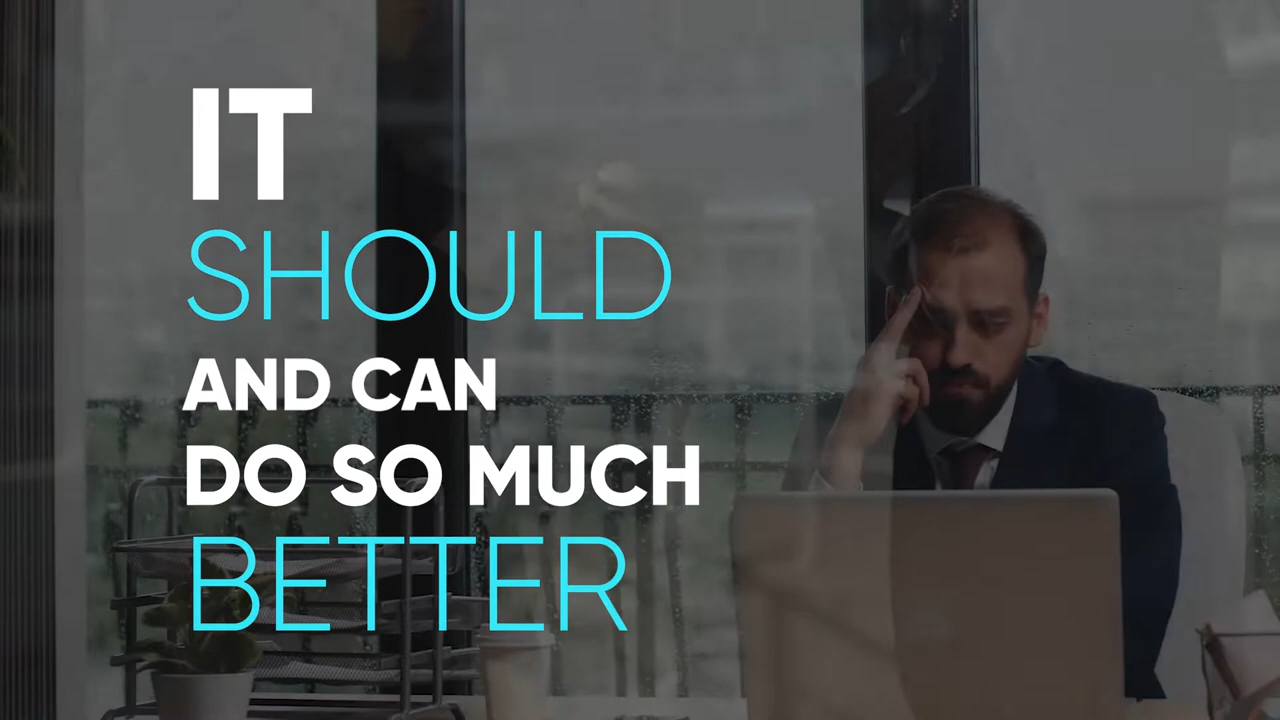 IT
SHOULD
AND CAN
DO SO MUCH
BETTER